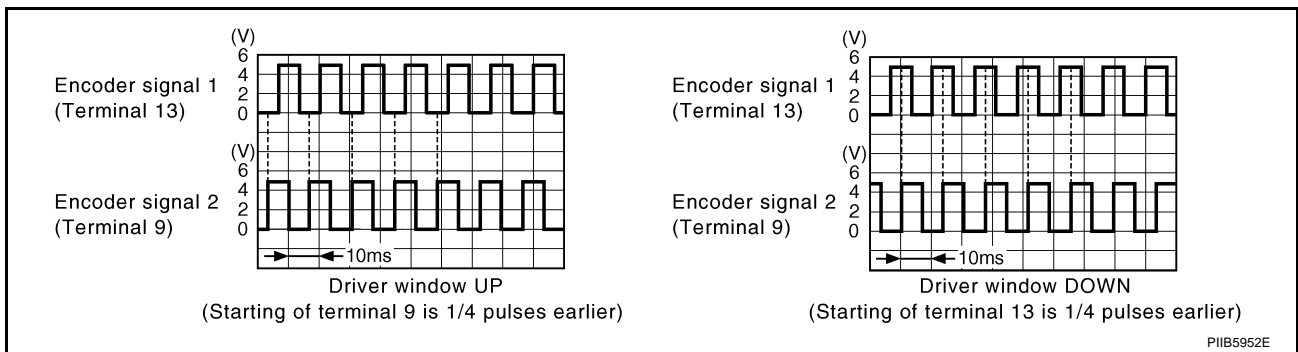 (V)
6
4
2
0
Encoder signal 1
(Terminal 13)
(V)
6
4
2
0
Encoder signal 2
(Terminal 9)
10ms
Driver window UP
(Starting of terminal 9 is 1/4 pulses earlier)
(V)
6
4
2
0
Encoder signal 1
(Terminal 13)
(V)
6
4
2
0
Encoder signal 2
(Terminal 9)
10ms
Driver window DOWN
(Starting of terminal 13 is 1/4 pulses earlier)
PIIB5952E